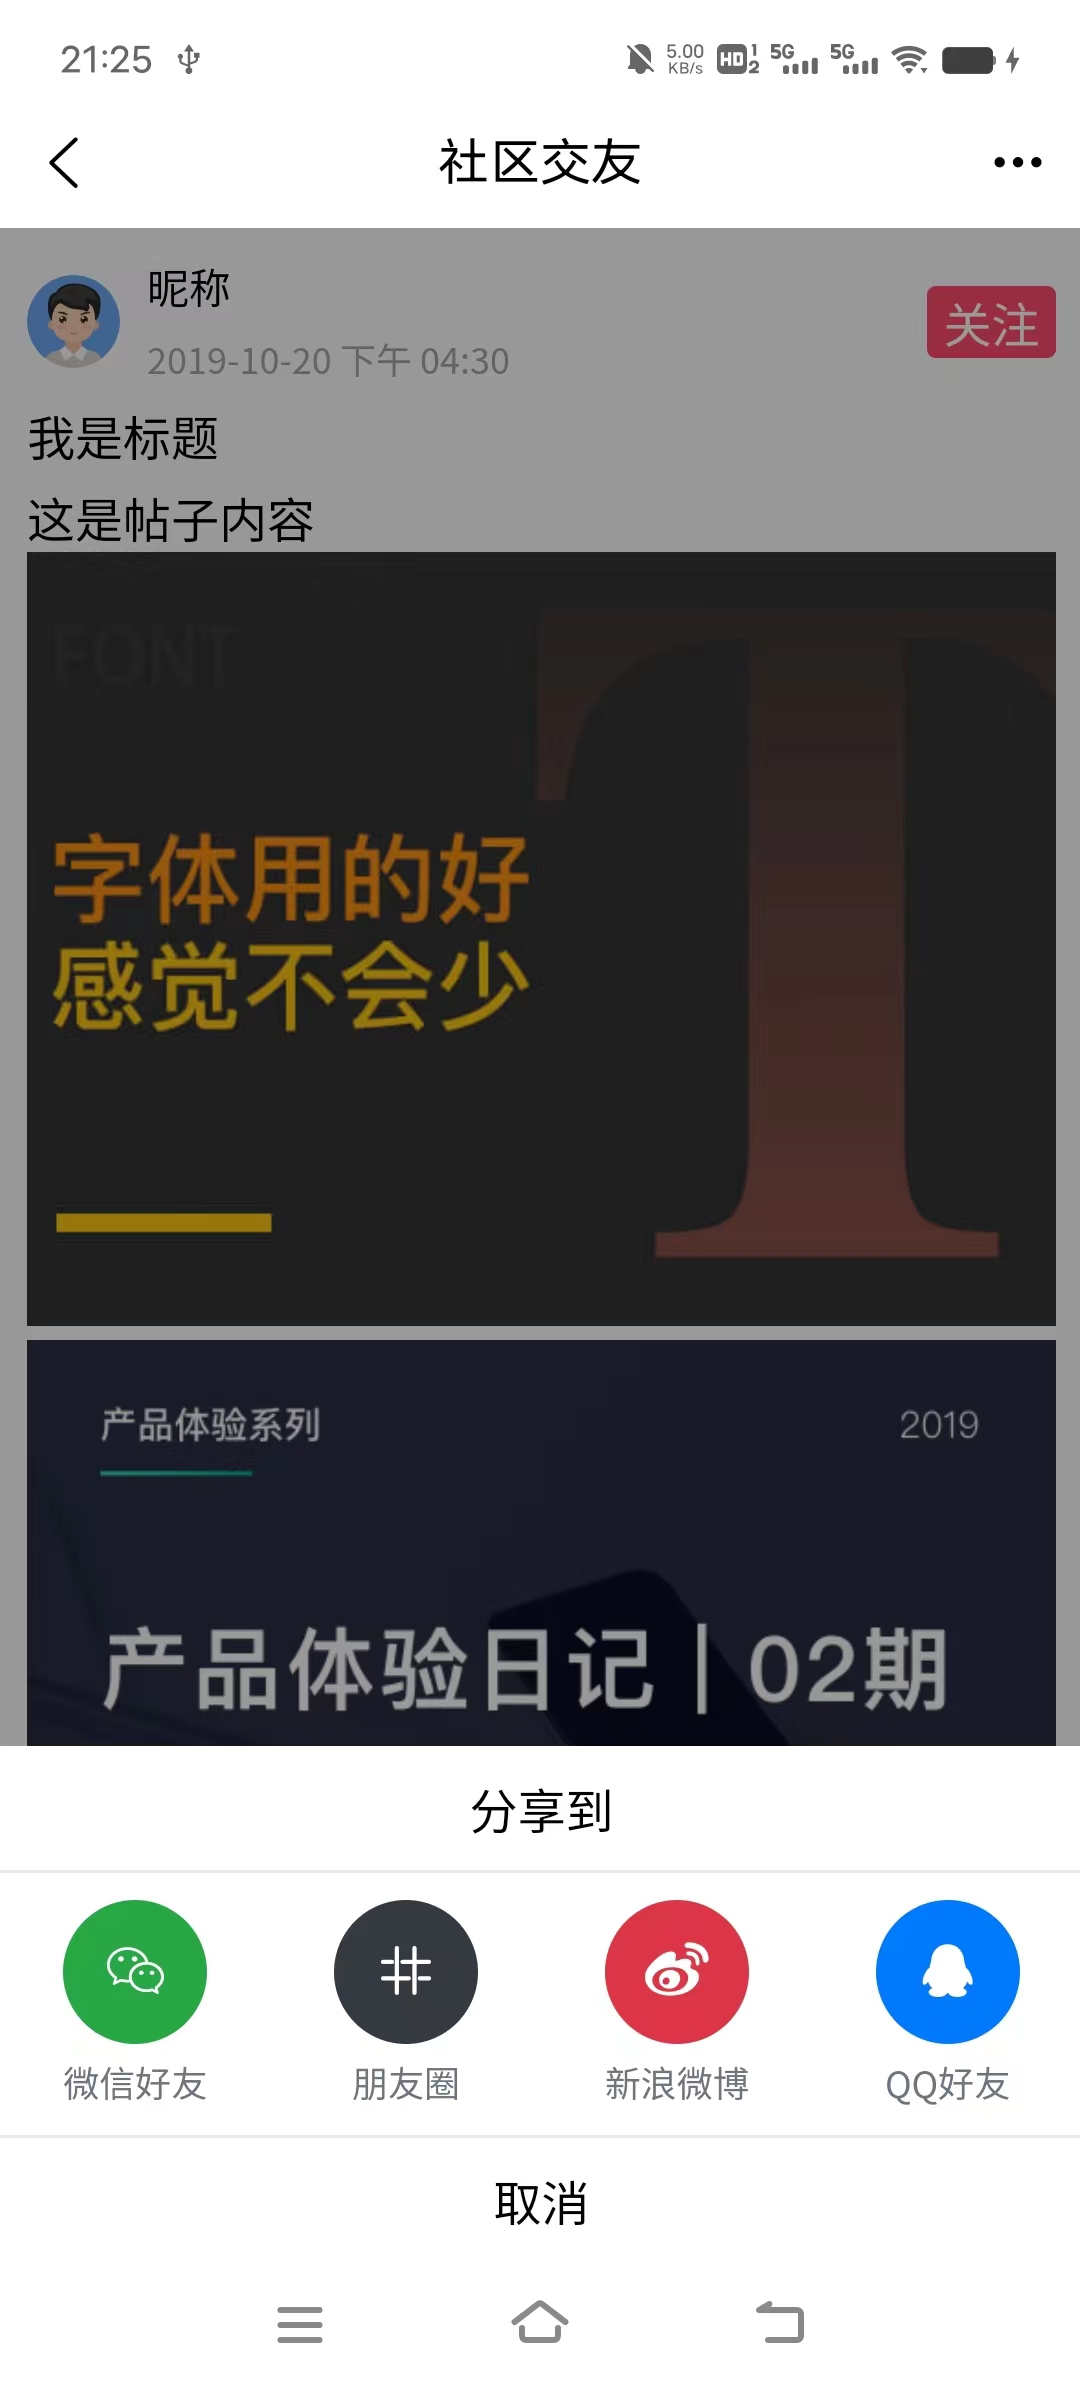 21:25
5.00 KB/s HD 1 2 5G 5G
社区交友
昵称
2019-10-20 下午 04:30
关注
我是标题
这是帖子内容
FONT
字体用的好
感觉不会少
T
产品体验系列
2019
产品体验日记｜02期
分享到
微信好友
朋友圈
新浪微博
QQ好友
取消